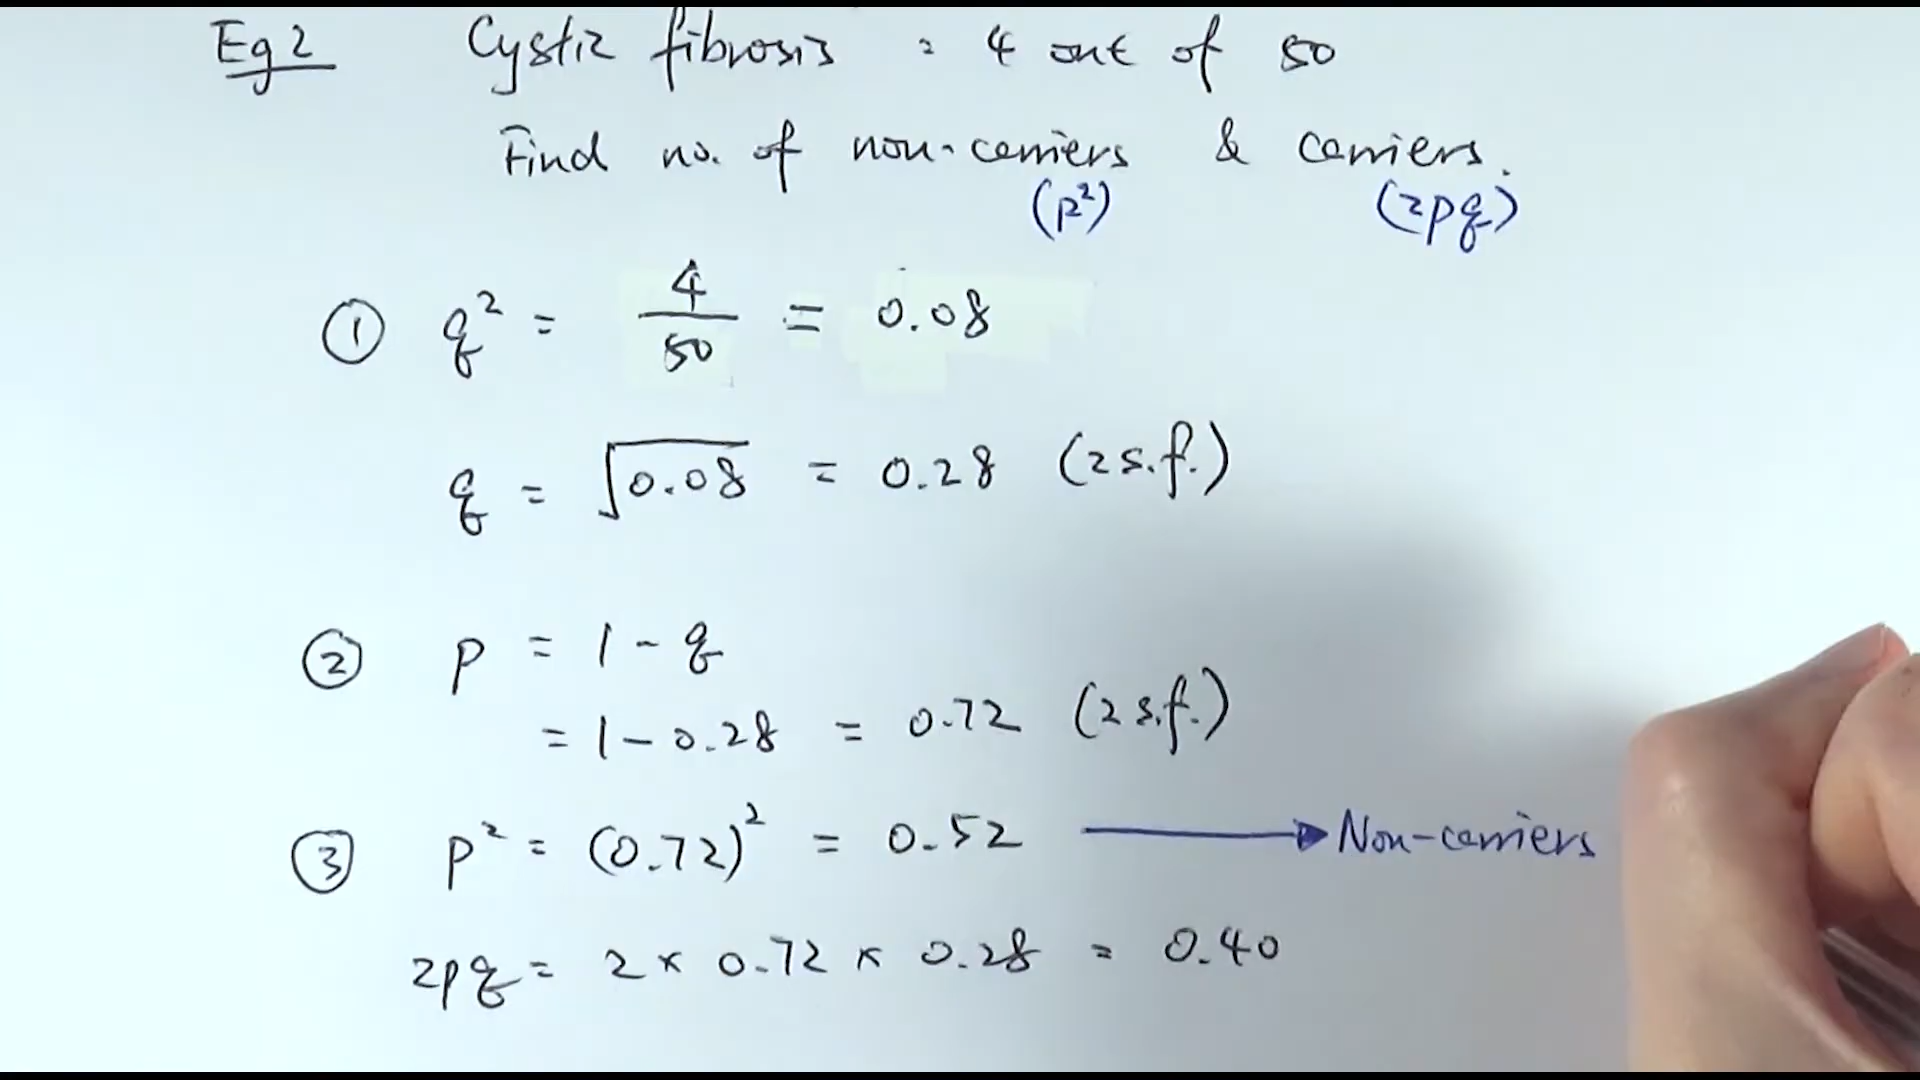 Eg 2 Cystic fibrosis : 4 out of 50
Find no. of non-carriers & carriers.
(p²) (2pq)
① q² = 4/50 = 0.08
q = √0.08 = 0.28 (2 s.f.)
② p = 1 - q
= 1 - 0.28 = 0.72 (2 s.f.)
③ p² = (0.72)² = 0.52 → Non-carriers
2pq = 2 × 0.72 × 0.28 = 0.40